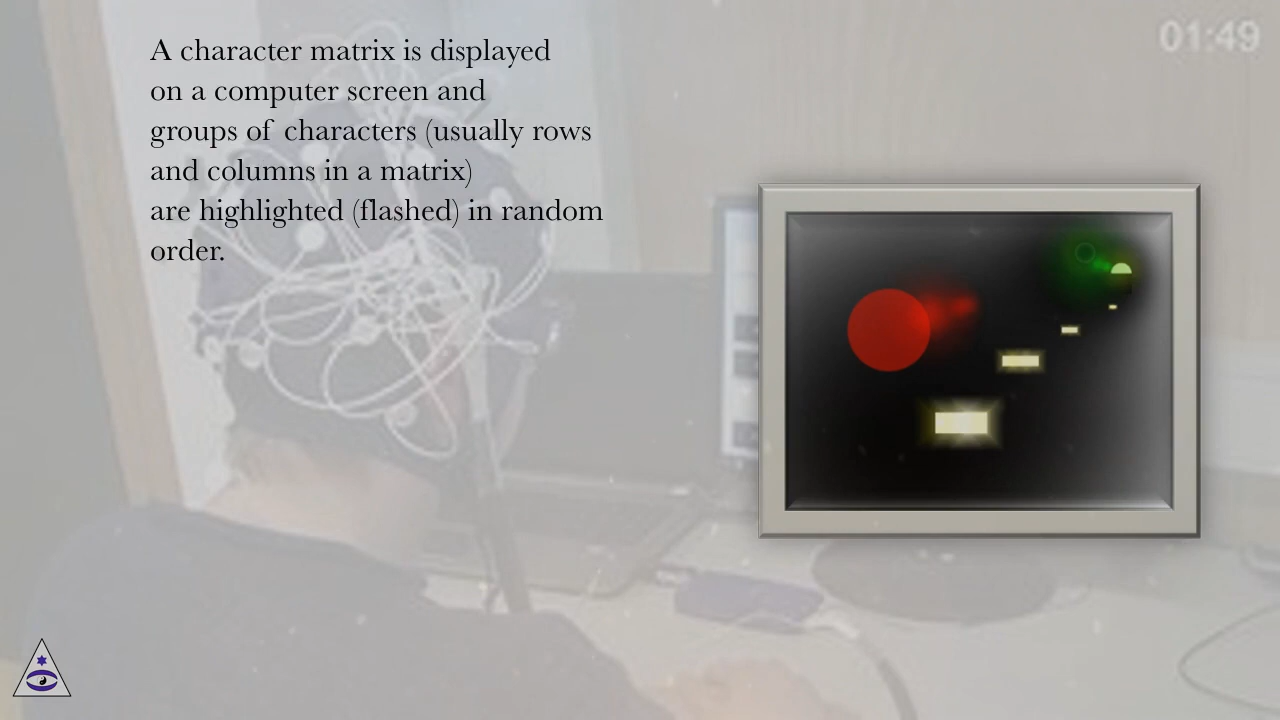 A character matrix is displayed
on a computer screen and
groups of characters (usually rows
and columns in a matrix)
are highlighted (flashed) in random
order.
01:49